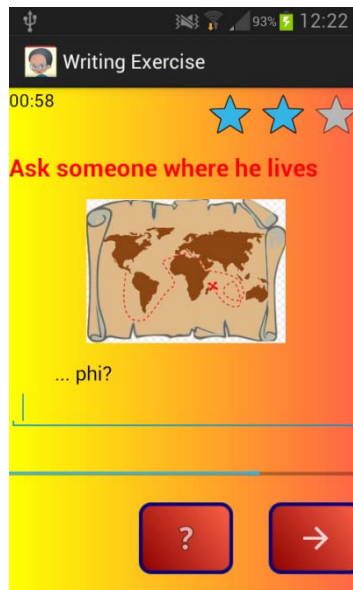 93% 12:22
Writing Exercise
00:58
Ask someone where he lives
... phi?
?